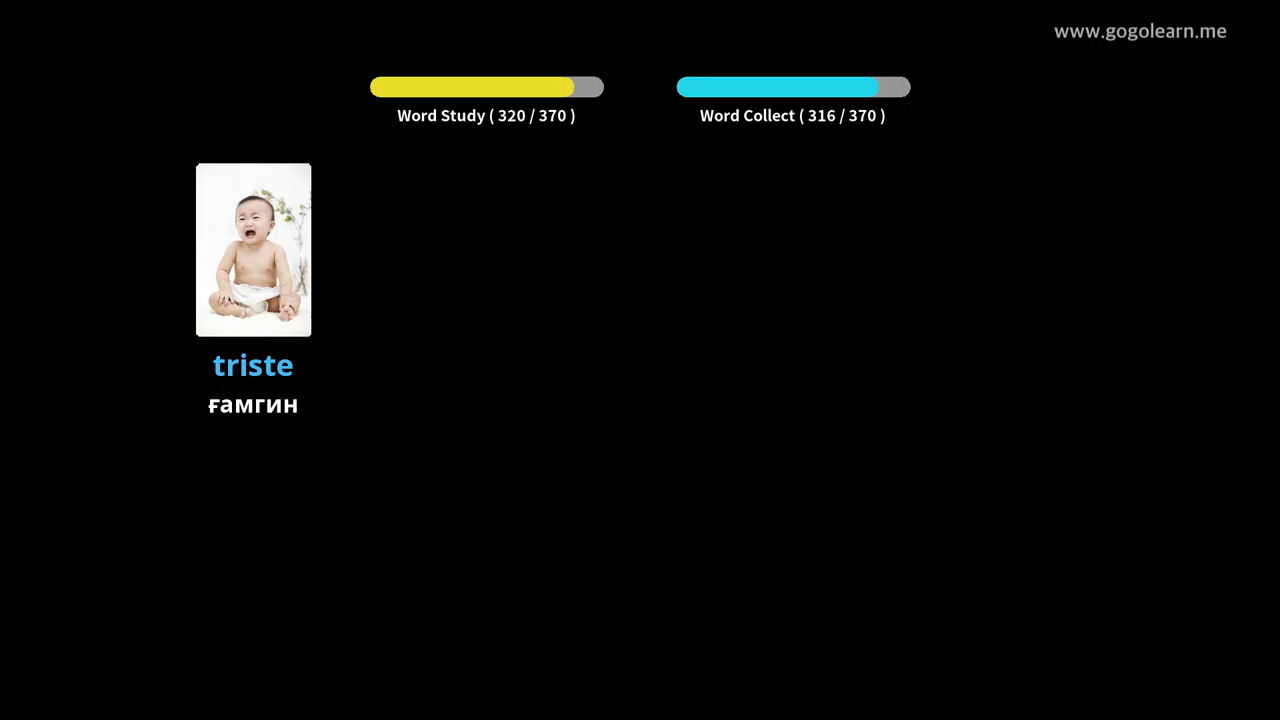 www.gogolearn.me
Word Study ( 320 / 370 )
Word Collect ( 316 / 370 )
triste
ғамгин